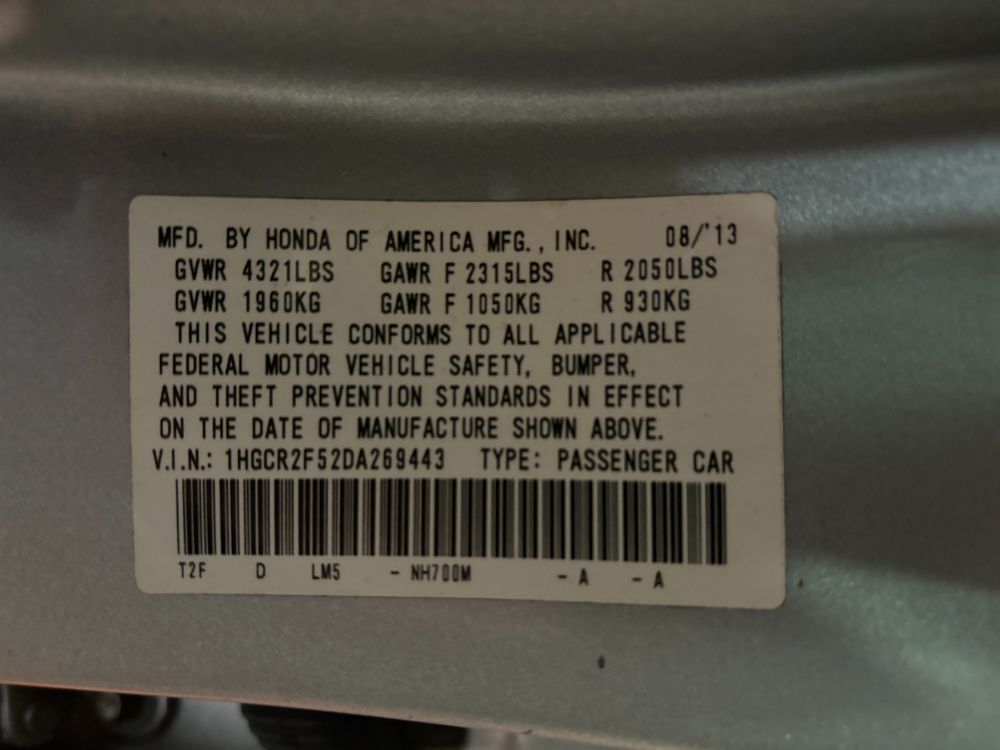 MFD. BY HONDA OF AMERICA MFG., INC. 08/'13
GVWR 4321LBS GAWR F 2315LBS R 2050LBS
GVWR 1960KG GAWR F 1050KG R 930KG
THIS VEHICLE CONFORMS TO ALL APPLICABLE
FEDERAL MOTOR VEHICLE SAFETY, BUMPER,
AND THEFT PREVENTION STANDARDS IN EFFECT
ON THE DATE OF MANUFACTURE SHOWN ABOVE.
V.I.N.: 1HGCR2F52DA269443 TYPE: PASSENGER CAR
T2F D LM5 - NH700M - A - A